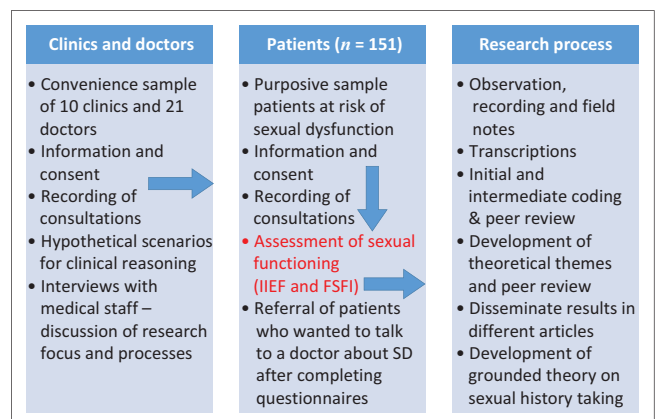 Clinics and doctors
• Convenience sample
of 10 clinics and 21
doctors
• Information and
consent
• Recording of
consultations
• Hypothetical scenarios
for clinical reasoning
• Interviews with
medical staff –
discussion of research
focus and processes
Patients (n = 151)
• Purposive sample
patients at risk of
sexual dysfunction
• Information and
consent
• Recording of
consultations
• Assessment of sexual
functioning
(IIEF and FSFI)
• Referral of patients
who wanted to talk
to a doctor about SD
after completing
questionnaires
Research process
• Observation,
recording and field
notes
• Transcriptions
• Initial and
intermediate coding
& peer review
• Development of
theoretical themes
and peer review
• Disseminate results in
different articles
• Development of
grounded theory on
sexual history taking